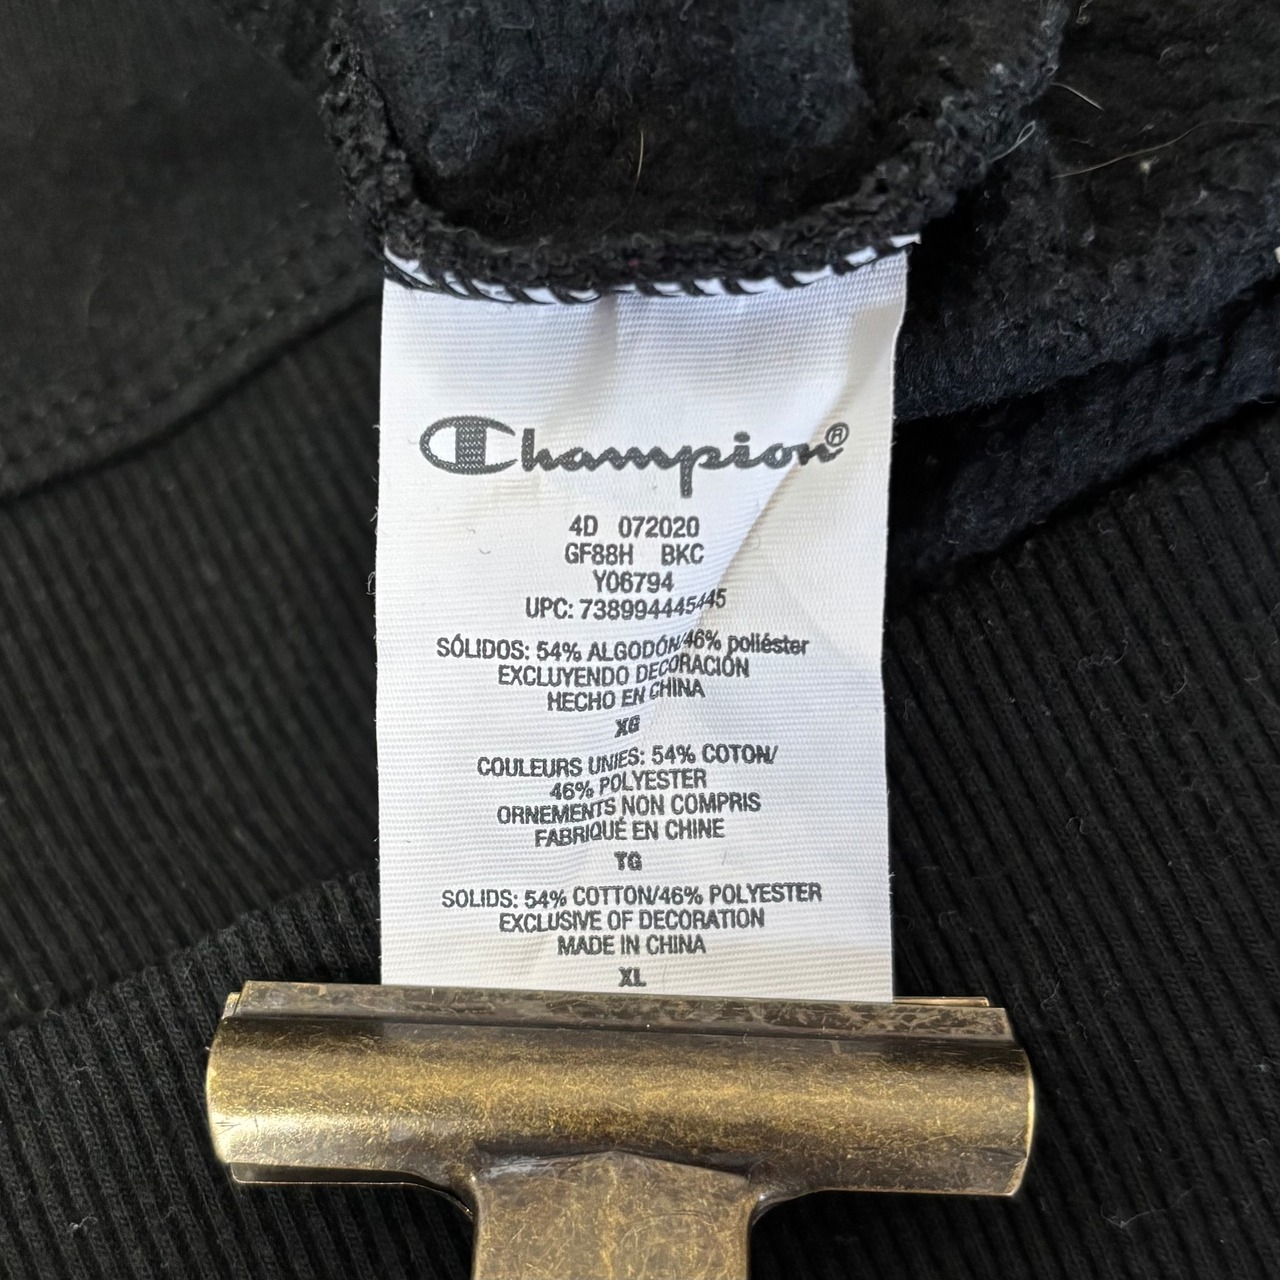 Champion®
4D 072020
GF88H BKC
Y06794
UPC: 738994445445
SÓLIDOS: 54% ALGODÓN/46% poliéster
EXCLUYENDO DECORACIÓN
HECHO EN CHINA
XG
COULEURS UNIES: 54% COTON/
46% POLYESTER
ORNEMENTS NON COMPRIS
FABRIQUÉ EN CHINE
TG
SOLIDS: 54% COTTON/46% POLYESTER
EXCLUSIVE OF DECORATION
MADE IN CHINA
XL